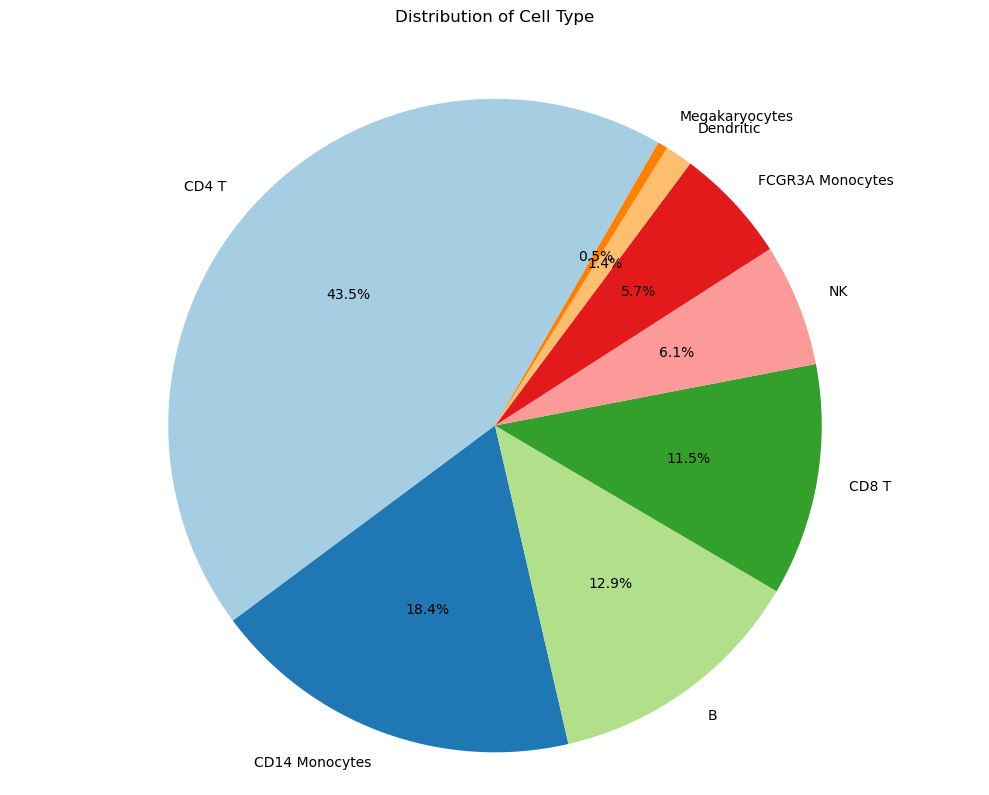 Distribution of Cell Type
Megakaryocytes
Dendritic
FCGR3A Monocytes
CD4 T
0.5%
1.4%
5.7%
NK
43.5%
6.1%
11.5%
CD8 T
12.9%
18.4%
B
CD14 Monocytes